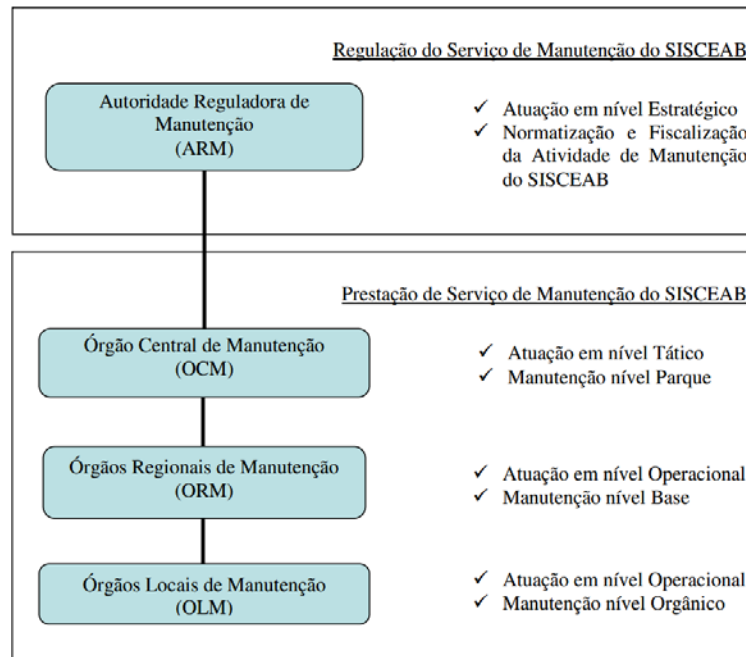 Regulação do Serviço de Manutenção do SISCEAB
Autoridade Reguladora de
Manutenção
(ARM)
✓ Atuação em nível Estratégico
✓ Normatização e Fiscalização
da Atividade de Manutenção
do SISCEAB
Prestação de Serviço de Manutenção do SISCEAB
Órgão Central de Manutenção
(OCM)
✓ Atuação em nível Tático
✓ Manutenção nível Parque
Órgãos Regionais de Manutenção
(ORM)
✓ Atuação em nível Operacional
✓ Manutenção nível Base
Órgãos Locais de Manutenção
(OLM)
✓ Atuação em nível Operacional
✓ Manutenção nível Orgânico